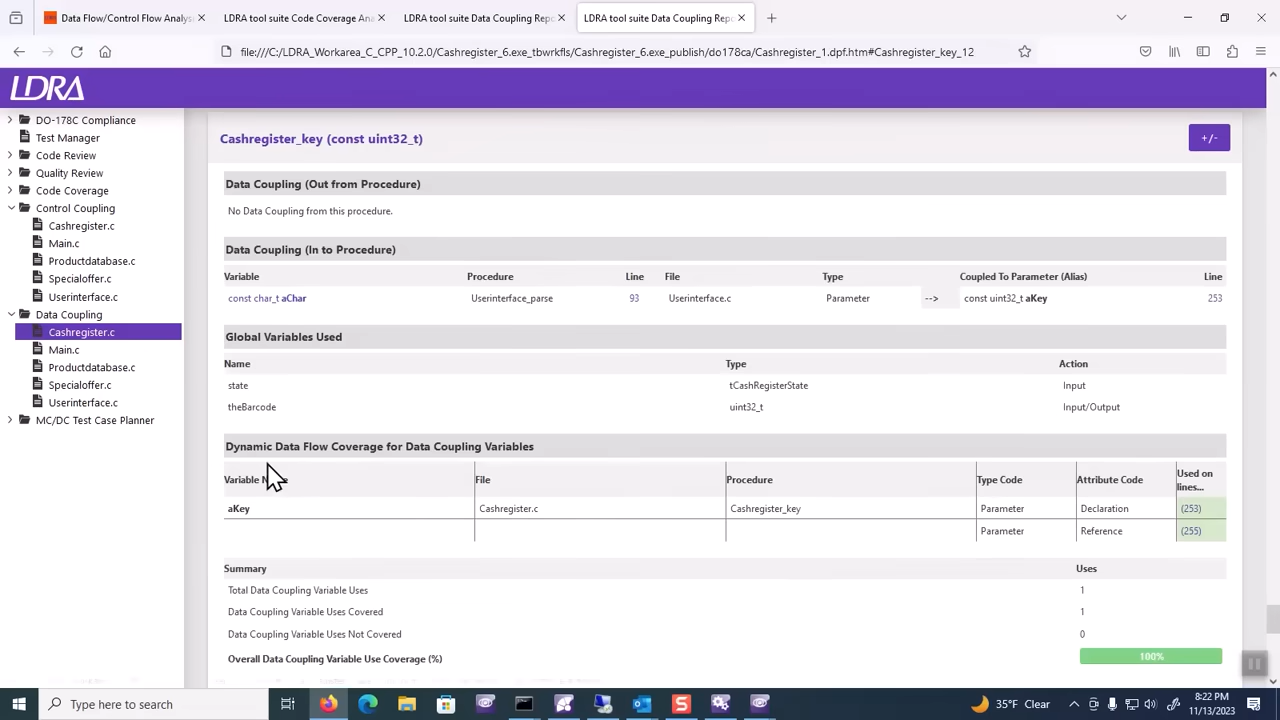 Data Flow/Control Flow Analys
LDRA tool suite Code Coverage Ana
LDRA tool suite Data Coupling Repo
LDRA tool suite Data Coupling Repo
file:///C:/LDRA_Workarea_C_CPP_10.2.0/Cashregister_6.exe_tbwrkfls/Cashregister_6.exe_publish/do178ca/Cashregister_1.dpf.htm#Cashregister_key_12
LDRA
DO-178C Compliance
Test Manager
Code Review
Quality Review
Code Coverage
Control Coupling
Cashregister.c
Main.c
Productdatabase.c
Specialoffer.c
Userinterface.c
Data Coupling
Cashregister.c
Main.c
Productdatabase.c
Specialoffer.c
Userinterface.c
MC/DC Test Case Planner
Cashregister_key (const uint32_t)
+/-
Data Coupling (Out from Procedure)
No Data Coupling from this procedure.
Data Coupling (In to Procedure)
Variable Procedure Line File Type Coupled To Parameter (Alias) Line
const char_t aChar Userinterface_parse 93 Userinterface.c Parameter --> const uint32_t aKey 253
Global Variables Used
Name Type Action
state tCashRegisterState Input
theBarcode uint32_t Input/Output
Dynamic Data Flow Coverage for Data Coupling Variables
Variable File Procedure Type Code Attribute Code Used on lines...
aKey Cashregister.c Cashregister_key Parameter Declaration (253)
Parameter Reference (255)
Summary Uses
Total Data Coupling Variable Uses 1
Data Coupling Variable Uses Covered 1
Data Coupling Variable Uses Not Covered 0
Overall Data Coupling Variable Use Coverage (%) 100%
Type here to search
35°F Clear
8:22 PM
11/13/2023